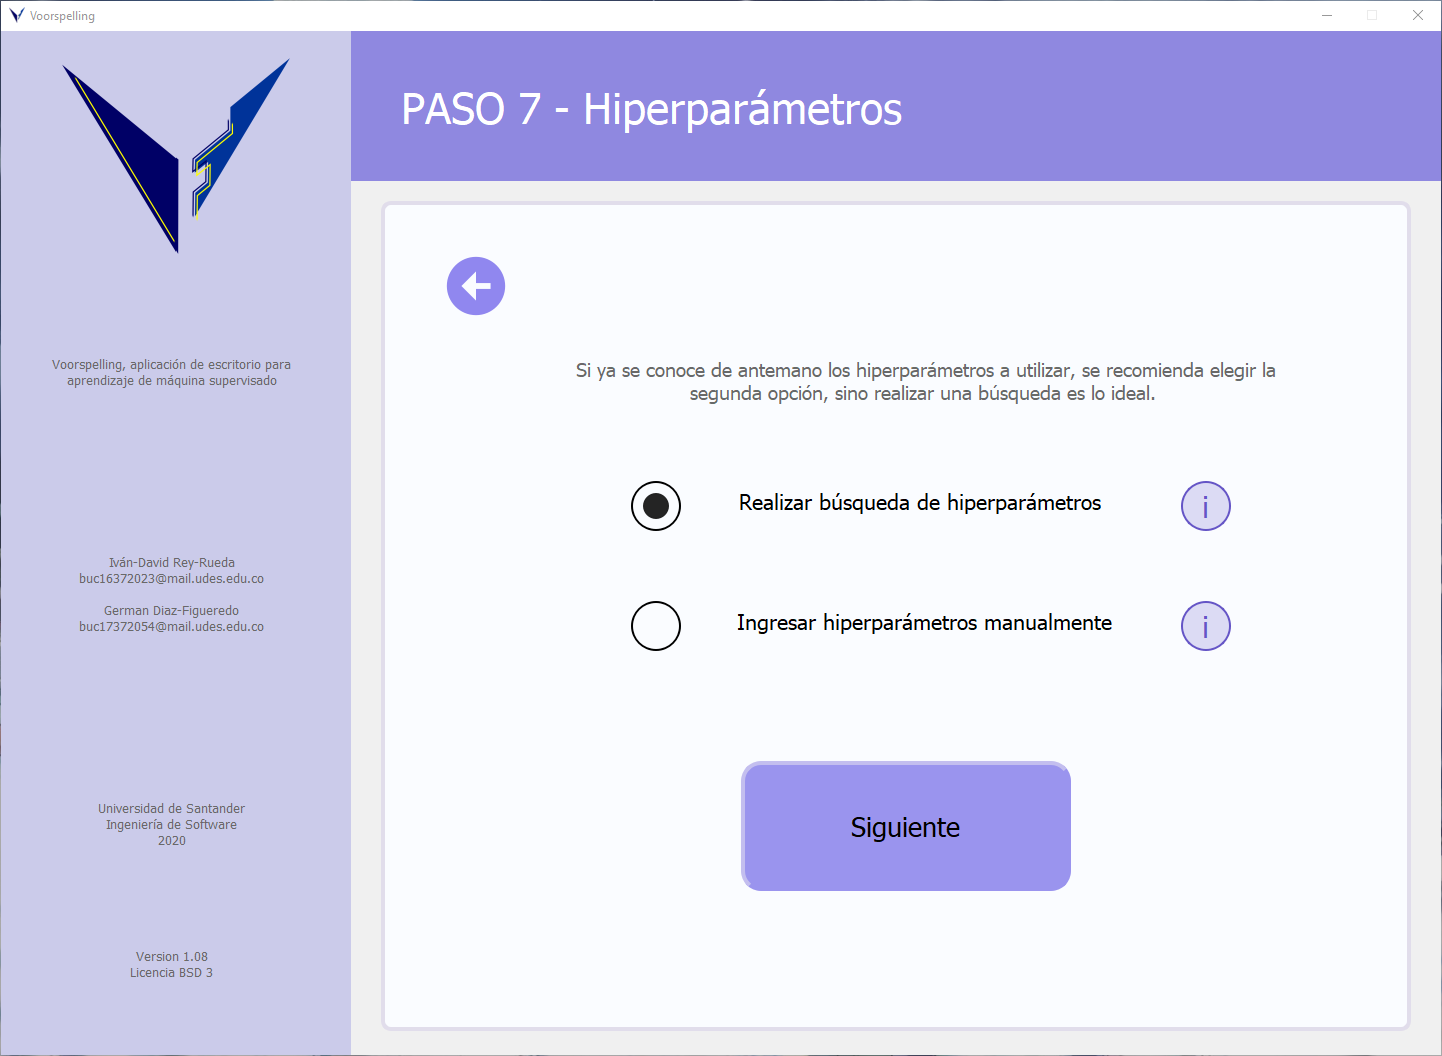 Voorspelling
PASO 7 - Hiperparámetros
Voorspelling, aplicación de escritorio para
aprendizaje de máquina supervisado
Iván-David Rey-Rueda
buc16372023@mail.udes.edu.co
German Diaz-Figueredo
buc17372054@mail.udes.edu.co
Universidad de Santander
Ingeniería de Software
2020
Version 1.08
Licencia BSD 3
Si ya se conoce de antemano los hiperparámetros a utilizar, se recomienda elegir la
segunda opción, sino realizar una búsqueda es lo ideal.
Realizar búsqueda de hiperparámetros
i
Ingresar hiperparámetros manualmente
i
Siguiente